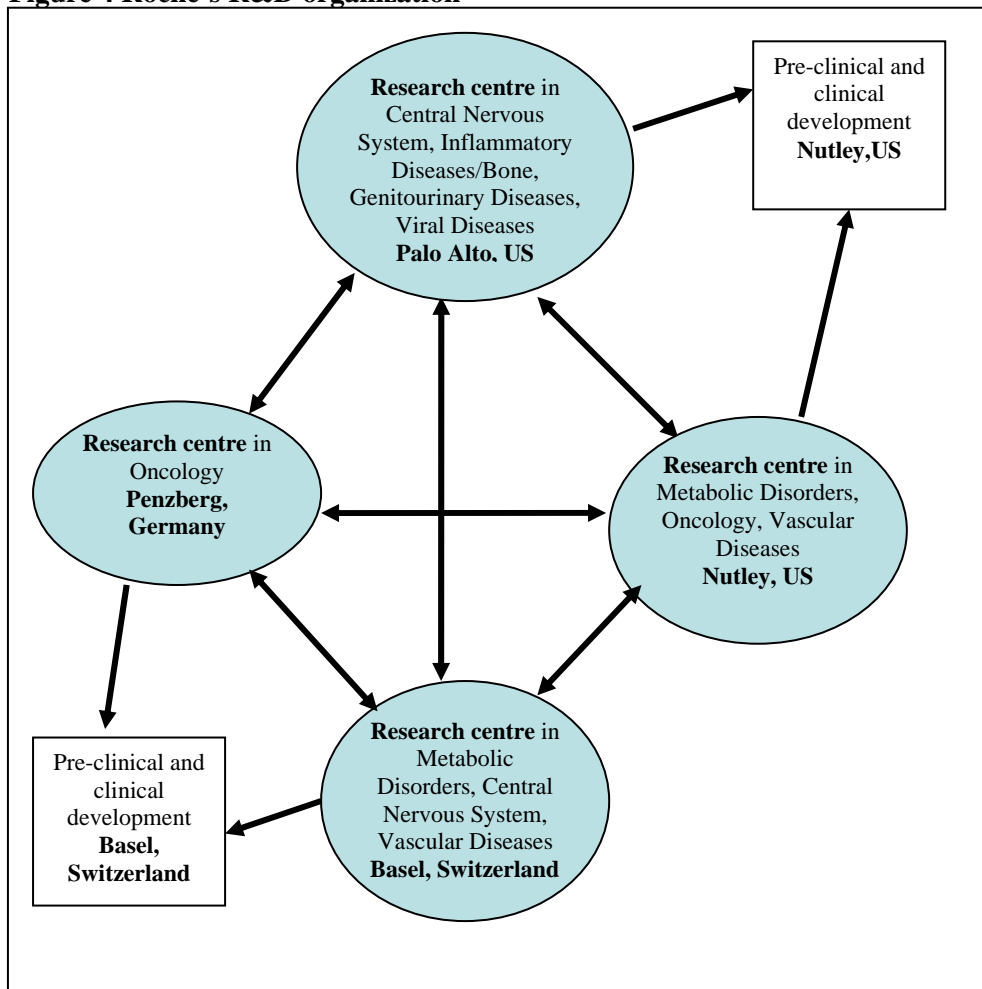 Figure 4 Roche's R&D organization
Research centre in
Central Nervous
System, Inflammatory
Diseases/Bone,
Genitourinary Diseases,
Viral Diseases
Palo Alto, US
Pre-clinical and
clinical
development
Nutley,US
Research centre in
Oncology
Penzberg,
Germany
Research centre in
Metabolic Disorders,
Oncology, Vascular
Diseases
Nutley, US
Pre-clinical and
clinical
development
Basel,
Switzerland
Research centre in
Metabolic
Disorders, Central
Nervous System,
Vascular Diseases
Basel, Switzerland